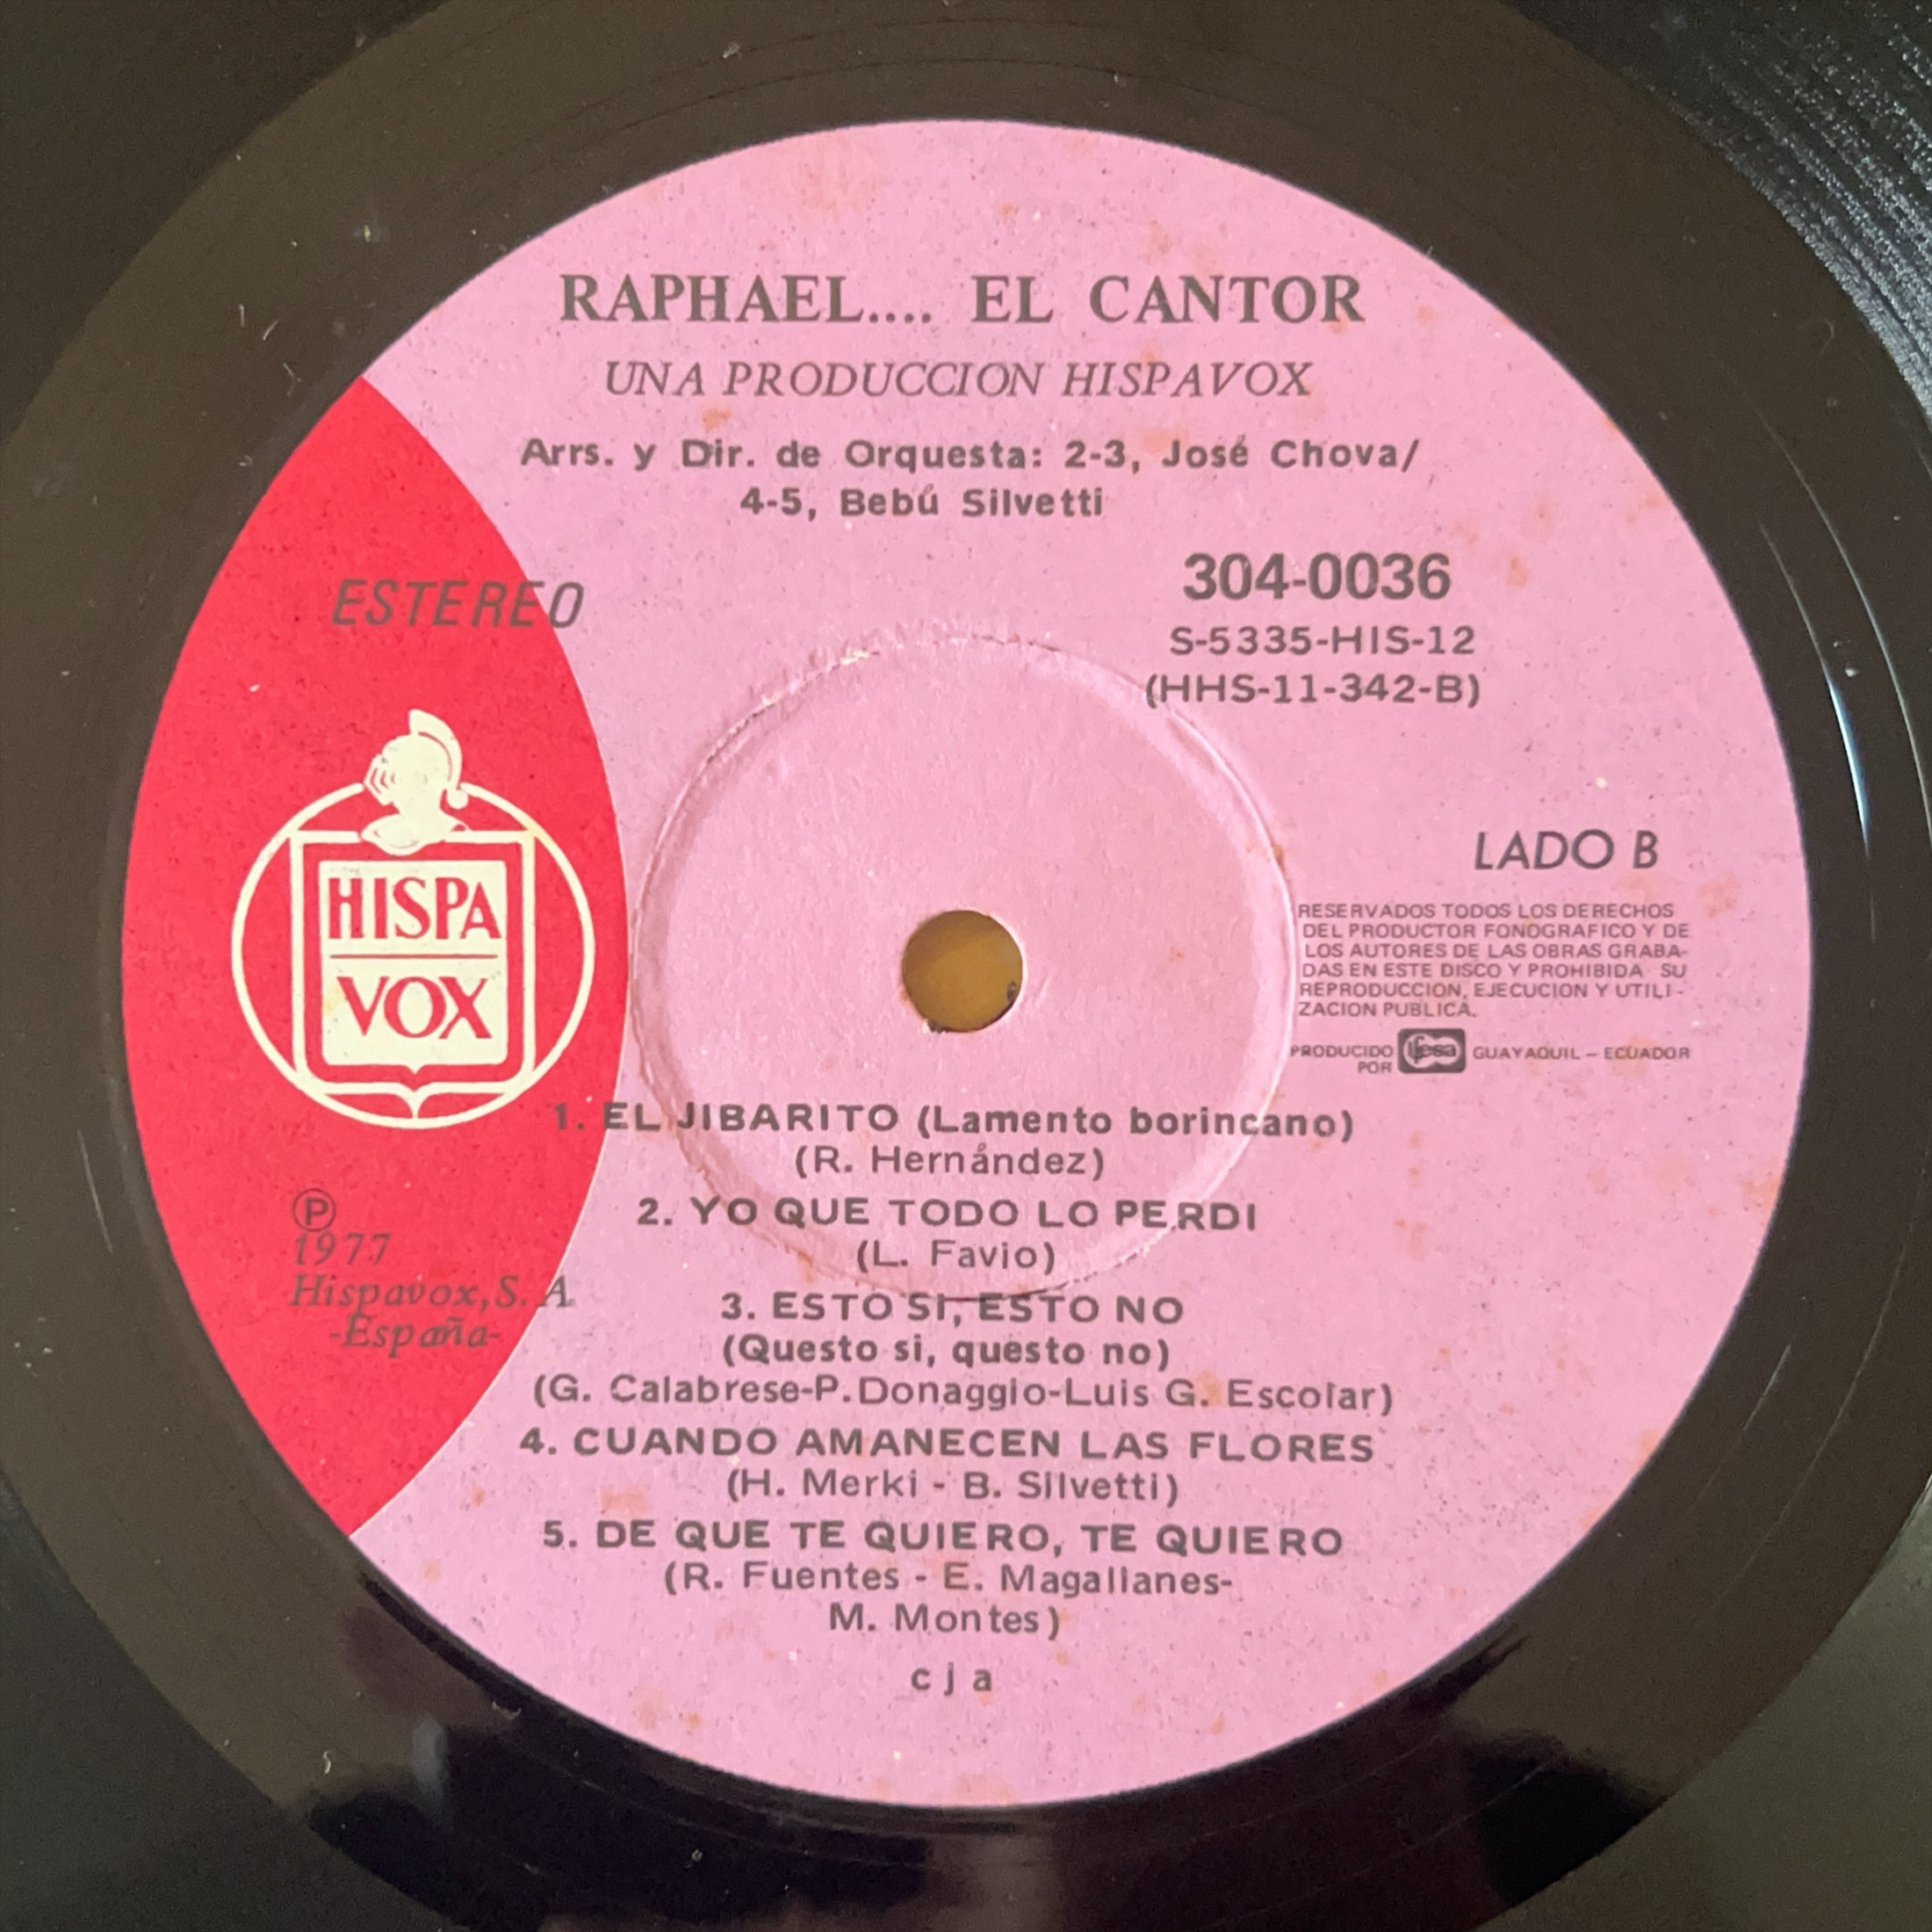 RAPHAEL.... EL CANTOR
UNA PRODUCCION HISPAVOX
Arrs. y Dir. de Orquesta: 2-3, José Chova/
4-5, Bebú Silvetti
ESTEREO
304-0036
S-5335-HIS-12
(HHS-11-342-B)
HISPA
VOX
LADO B
RESERVADOS TODOS LOS DERECHOS
DEL PRODUCTOR FONOGRAFICO Y DE
LOS AUTORES DE LAS OBRAS GRABA-
DAS EN ESTE DISCO Y PROHIBIDA SU
REPRODUCCION, EJECUCION Y UTILI-
ZACION PUBLICA.
PRODUCIDO
POR
GUAYAQUIL – ECUADOR
1. EL JIBARITO (Lamento borincano)
(R. Hernández)
2. YO QUE TODO LO PERDI
(L. Favio)
3. ESTO SI, ESTO NO
(Questo si, questo no)
(G. Calabrese-P.Donaggio-Luis G. Escolar)
4. CUANDO AMANECEN LAS FLORES
(H. Merki - B. Silvetti)
5. DE QUE TE QUIERO, TE QUIERO
(R. Fuentes - E. Magallanes-
M. Montes)
c j a
Ⓟ
1977
Hispavox, S. A
-España-